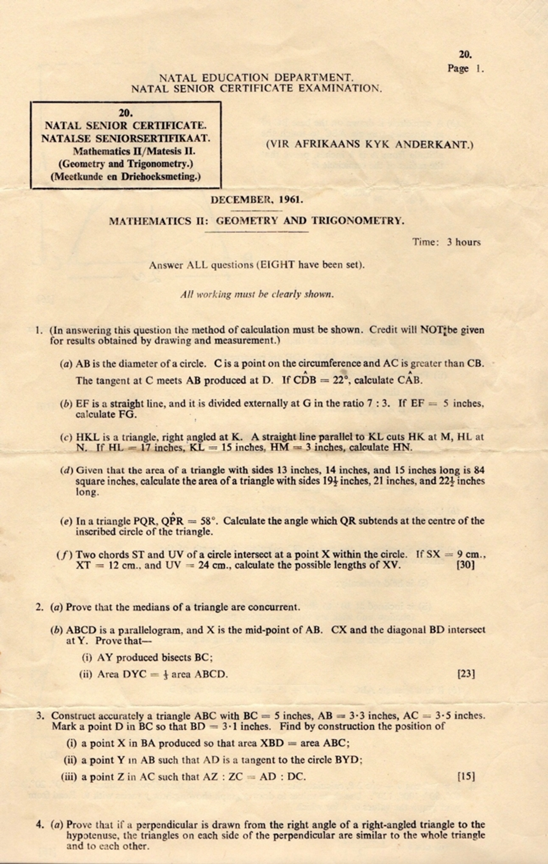 20.
Page 1.
NATAL EDUCATION DEPARTMENT.
NATAL SENIOR CERTIFICATE EXAMINATION.
20.
NATAL SENIOR CERTIFICATE.
NATALSE SENIORSERTIFIKAAT.
Mathematics II/Matesis II.
(Geometry and Trigonometry.)
(Meetkunde en Driehoeksmeting.)
(VIR AFRIKAANS KYK ANDERKANT.)
DECEMBER, 1961.
MATHEMATICS II: GEOMETRY AND TRIGONOMETRY.
Time: 3 hours
Answer ALL questions (EIGHT have been set).
All working must be clearly shown.
1. (In answering this question the method of calculation must be shown. Credit will NOT be given
for results obtained by drawing and measurement.)
(a) AB is the diameter of a circle. C is a point on the circumference and AC is greater than CB.
The tangent at C meets AB produced at D. If CD̂B = 22°, calculate CÂB.
(b) EF is a straight line, and it is divided externally at G in the ratio 7 : 3. If EF = 5 inches,
calculate FG.
(c) HKL is a triangle, right angled at K. A straight line parallel to KL cuts HK at M, HL at
N. If HL = 17 inches, KL = 15 inches, HM = 3 inches, calculate HN.
(d) Given that the area of a triangle with sides 13 inches, 14 inches, and 15 inches long is 84
square inches, calculate the area of a triangle with sides 19½ inches, 21 inches, and 22½ inches
long.
(e) In a triangle PQR, QP̂R = 58°. Calculate the angle which QR subtends at the centre of the
inscribed circle of the triangle.
(f) Two chords ST and UV of a circle intersect at a point X within the circle. If SX = 9 cm.,
XT = 12 cm., and UV = 24 cm., calculate the possible lengths of XV. [30]
2. (a) Prove that the medians of a triangle are concurrent.
(b) ABCD is a parallelogram, and X is the mid-point of AB. CX and the diagonal BD intersect
at Y. Prove that—
(i) AY produced bisects BC;
(ii) Area DYC = ⅓ area ABCD. [23]
3. Construct accurately a triangle ABC with BC = 5 inches, AB = 3·3 inches, AC = 3·5 inches.
Mark a point D in BC so that BD = 3·1 inches. Find by construction the position of
(i) a point X in BA produced so that area XBD = area ABC;
(ii) a point Y in AB such that AD is a tangent to the circle BYD;
(iii) a point Z in AC such that AZ : ZC = AD : DC. [15]
4. (a) Prove that if a perpendicular is drawn from the right angle of a right-angled triangle to the
hypotenuse, the triangles on each side of the perpendicular are similar to the whole triangle
and to each other.